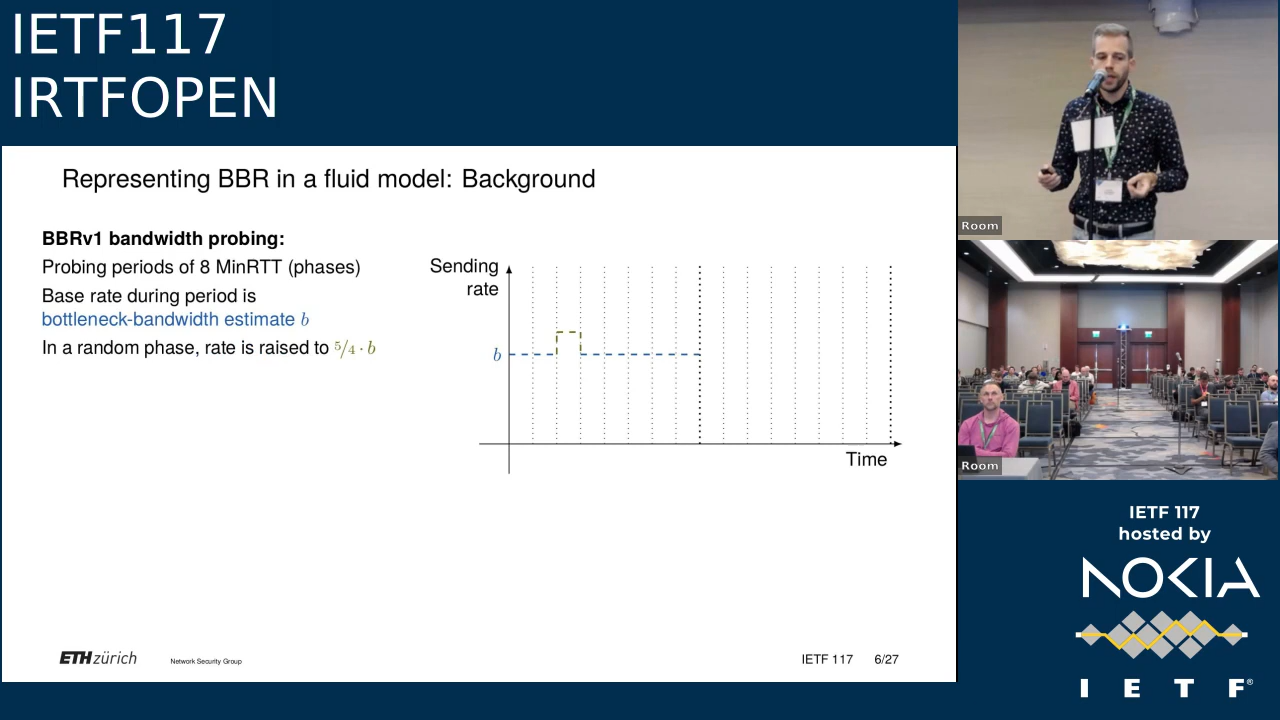 IETF117
IRTFOPEN
Representing BBR in a fluid model: Background
BBRv1 bandwidth probing:
Probing periods of 8 MinRTT (phases)
Base rate during period is
bottleneck-bandwidth estimate b
In a random phase, rate is raised to 5/4 · b
Sending
rate
b
Time
ETH zürich
Network Security Group
IETF 117
6/27
Room
Room
IETF 117
hosted by
NOKIA
I E T F®